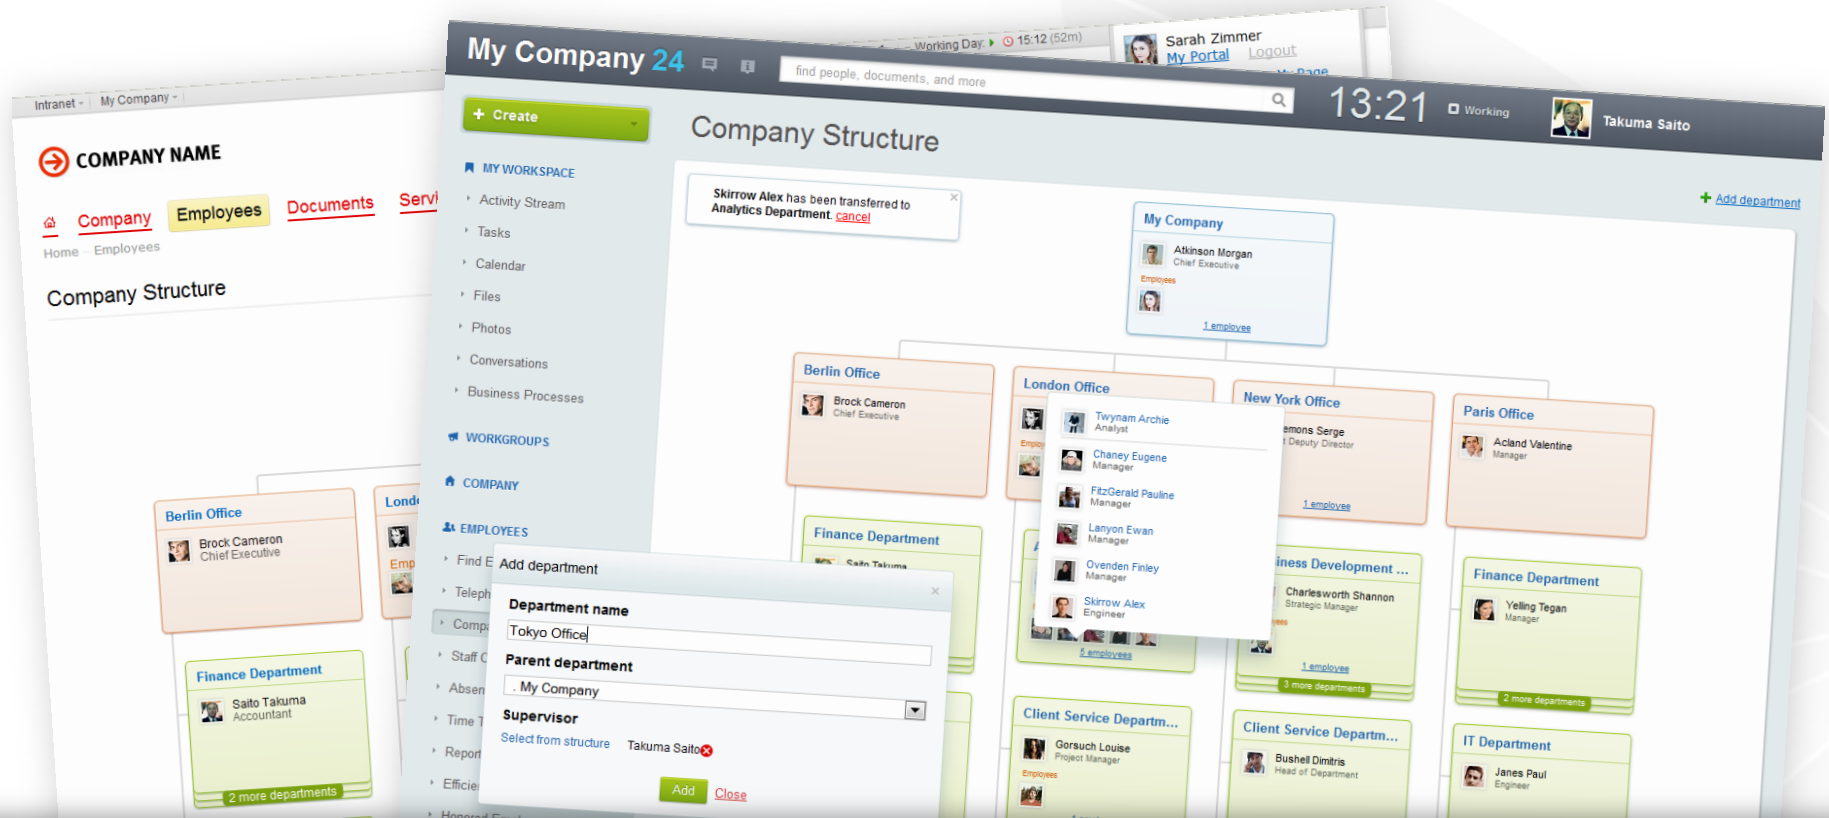 Working Day:
15:12 (52m)
Sarah Zimmer
My Portal
Logout
My Page
Intranet
My Company
COMPANY NAME
Company
Employees
Documents
Home – Employees
Company Structure
Berlin Office
Brock Cameron
Chief Executive
Finance Department
Saito Takuma
Accountant
2 more departments
My Company 24
find people, documents, and more
13:21
Working
Takuma Saito
+ Create
Company Structure
Add department
MY WORKSPACE
Activity Stream
Tasks
Calendar
Files
Photos
Conversations
Business Processes
WORKGROUPS
COMPANY
EMPLOYEES
Skirrow Alex has been transferred to
Analytics Department. cancel
My Company
Atkinson Morgan
Chief Executive
Employees
1 employee
Berlin Office
Brock Cameron
Chief Executive
London Office
New York Office
Serge
Deputy Director
1 employee
Paris Office
Acland Valentine
Manager
Twynam Archie
Analyst
Chaney Eugene
Manager
FitzGerald Pauline
Manager
Lanyon Ewan
Manager
Ovenden Finley
Manager
Skirrow Alex
Engineer
5 employees
Finance Department
Saito Takuma
Development ...
Charlesworth Shannon
Strategic Manager
1 employee
3 more departments
Finance Department
Yelling Tegan
Manager
2 more departments
Client Service Departm...
Gorsuch Louise
Project Manager
Employees
Client Service Departm...
Bushell Dimitris
Head of Department
IT Department
Janes Paul
Engineer
Add department
Department name
Tokyo Office
Parent department
. My Company
Supervisor
Select from structure
Takuma Saito
Add
Close